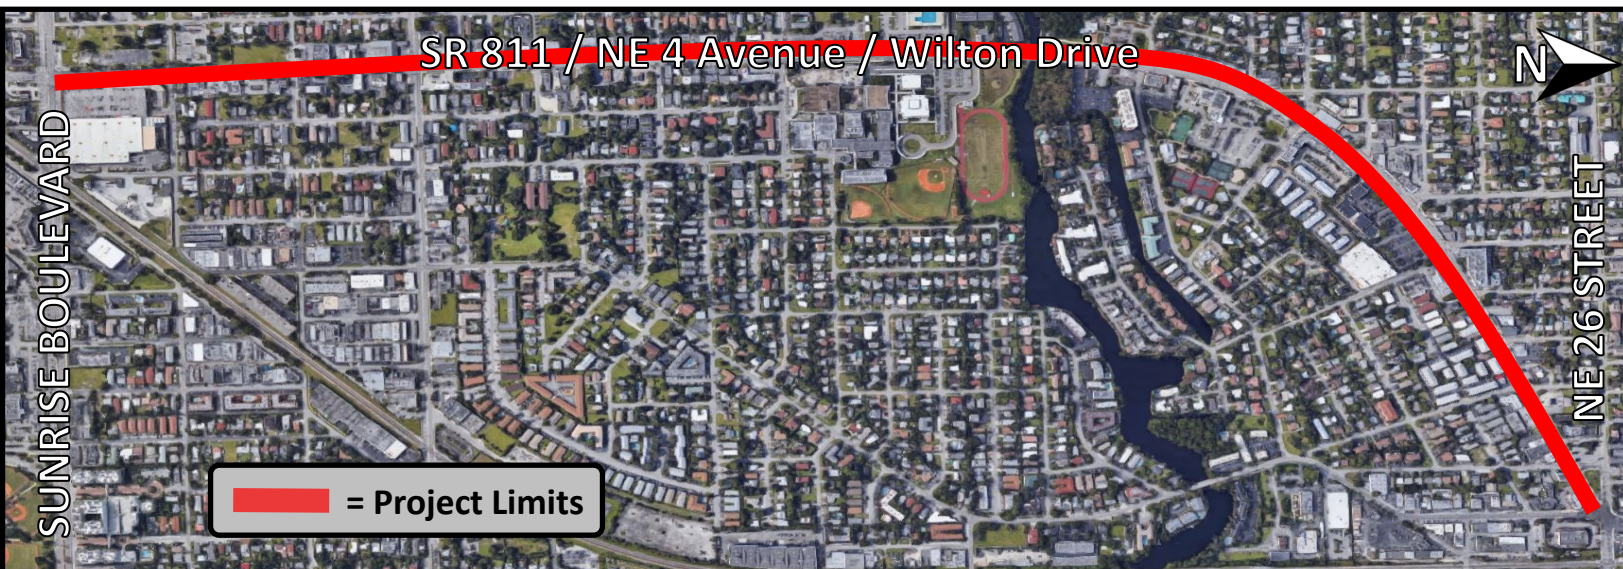 SR 811 / NE 4 Avenue / Wilton Drive
N
SUNRISE BOULEVARD
NE 26 STREET
= Project Limits